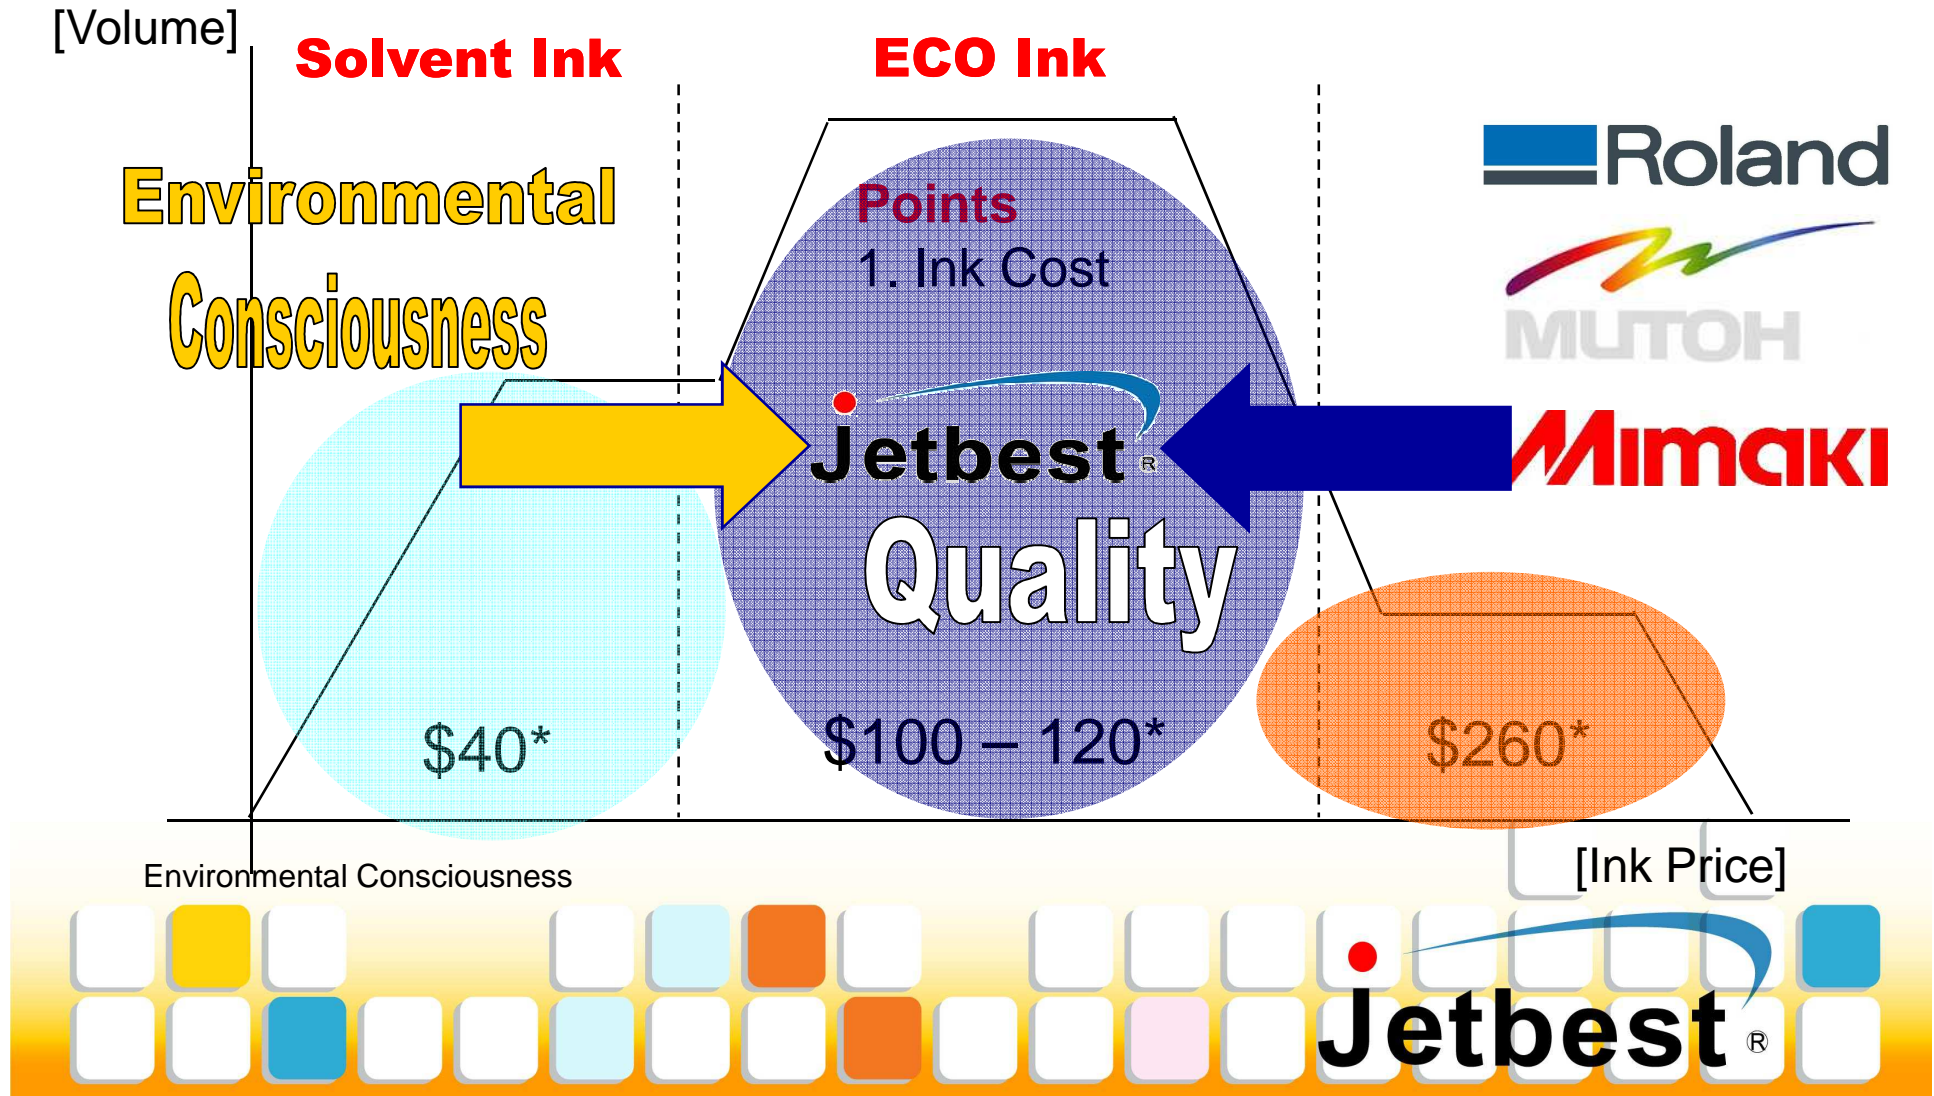 [Volume]
Solvent Ink
ECO Ink
Environmental
Consciousness
Points
1. Ink Cost
Roland
MUTOH
Mimaki
Jetbest ®
Quality
$40*
$100 – 120*
$260*
Environmental Consciousness
[Ink Price]
Jetbest ®